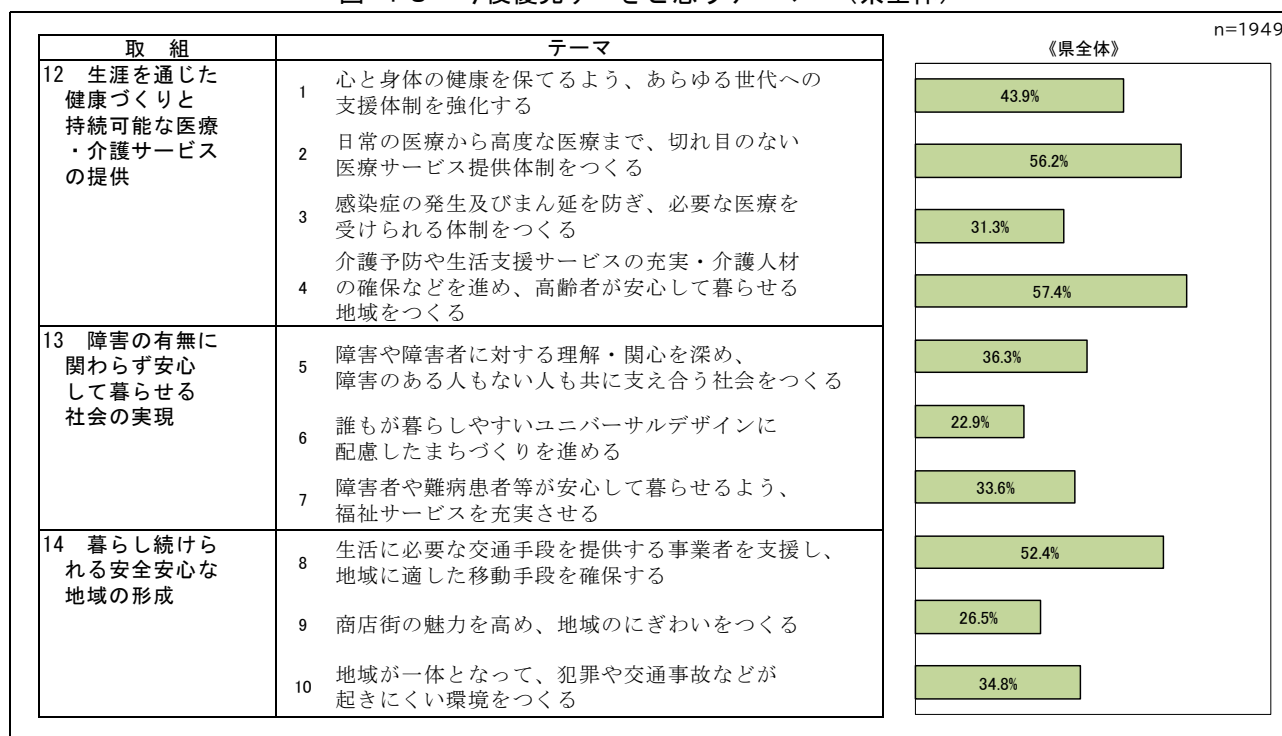 n=1949
取 組
テーマ
《県全体》
12 生涯を通じた
健康づくりと
持続可能な医療
・介護サービス
の提供
1 心と身体の健康を保てるよう、あらゆる世代への
支援体制を強化する
43.9%
2 日常の医療から高度な医療まで、切れ目のない
医療サービス提供体制をつくる
56.2%
3 感染症の発生及びまん延を防ぎ、必要な医療を
受けられる体制をつくる
31.3%
4 介護予防や生活支援サービスの充実・介護人材
の確保などを進め、高齢者が安心して暮らせる
地域をつくる
57.4%
13 障害の有無に
関わらず安心
して暮らせる
社会の実現
5 障害や障害者に対する理解・関心を深め、
障害のある人もない人も共に支え合う社会をつくる
36.3%
6 誰もが暮らしやすいユニバーサルデザインに
配慮したまちづくりを進める
22.9%
7 障害者や難病患者等が安心して暮らせるよう、
福祉サービスを充実させる
33.6%
14 暮らし続けら
れる安全安心な
地域の形成
8 生活に必要な交通手段を提供する事業者を支援し、
地域に適した移動手段を確保する
52.4%
9 商店街の魅力を高め、地域のにぎわいをつくる
26.5%
10 地域が一体となって、犯罪や交通事故などが
起きにくい環境をつくる
34.8%